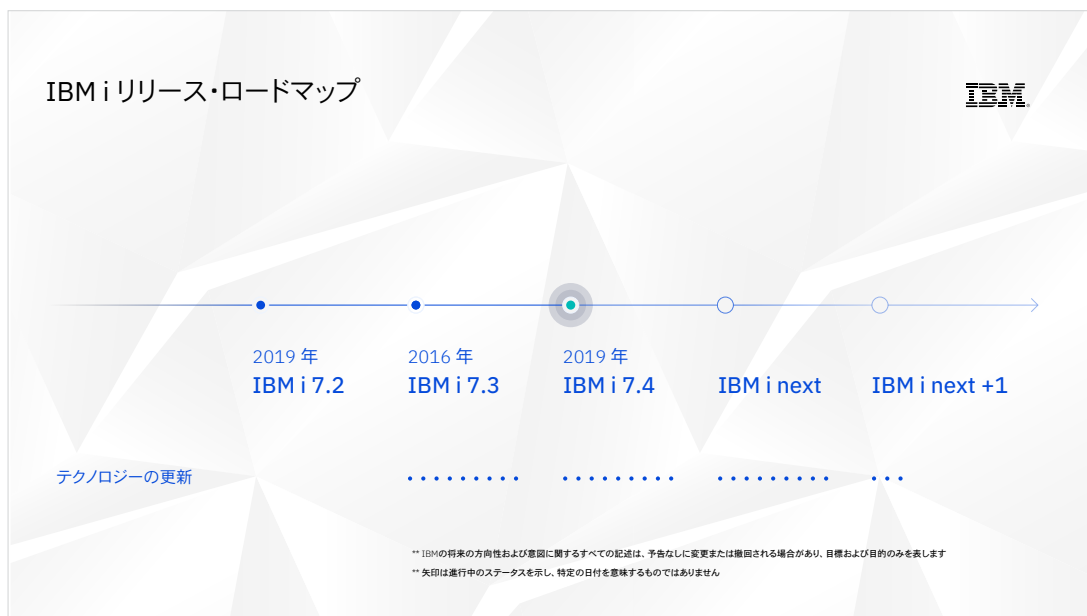 IBM i リリース・ロードマップ
IBM
2019 年
IBM i 7.2
2016 年
IBM i 7.3
2019 年
IBM i 7.4
IBM i next
IBM i next +1
テクノロジーの更新
** IBMの将来の方向性および意図に関するすべての記述は、予告なしに変更または撤回される場合があり、目標および目的のみを表します
** 矢印は進行中のステータスを示し、特定の日付を意味するものではありません